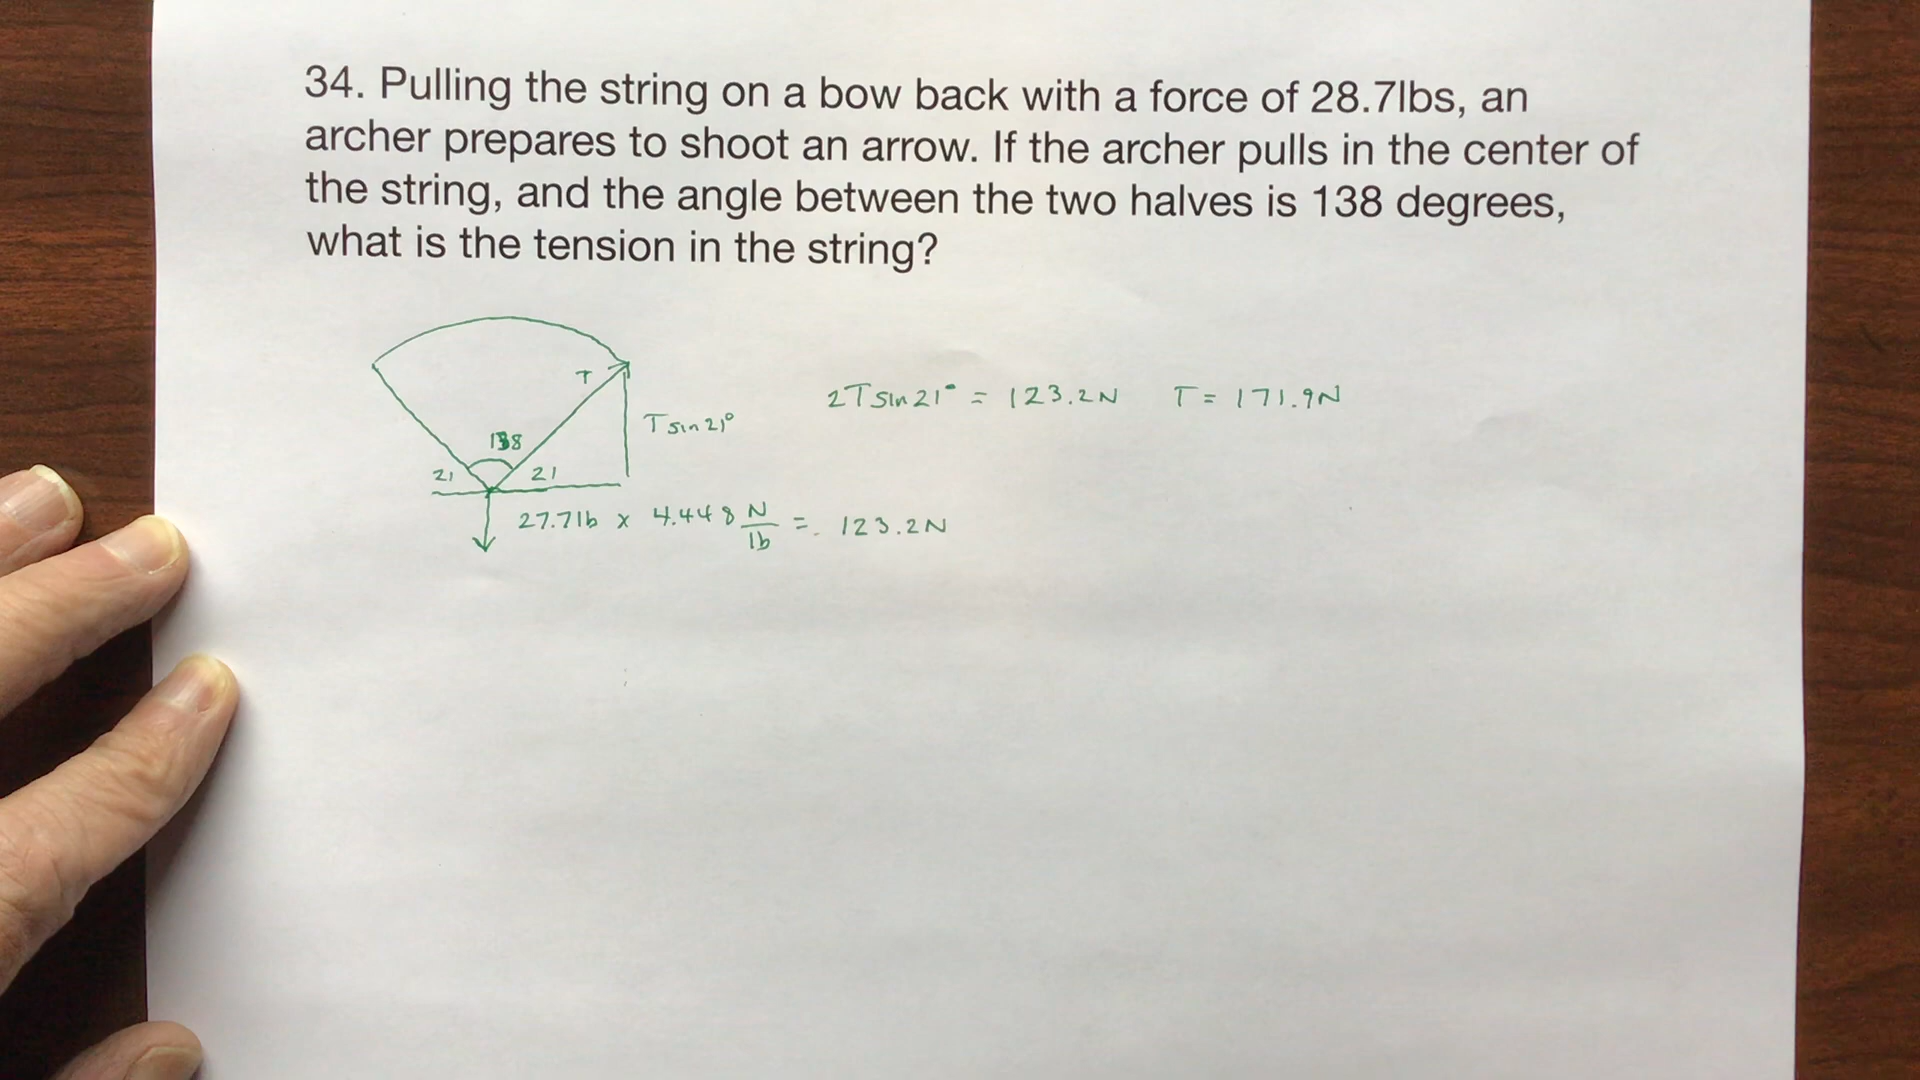 34. Pulling the string on a bow back with a force of 28.7lbs, an
archer prepares to shoot an arrow. If the archer pulls in the center of
the string, and the angle between the two halves is 138 degrees,
what is the tension in the string?
T
2T sin 21° = 123.2N T = 171.9N
T sin 21°
138
21 21
27.7lb x 4.448 N/lb = 123.2N